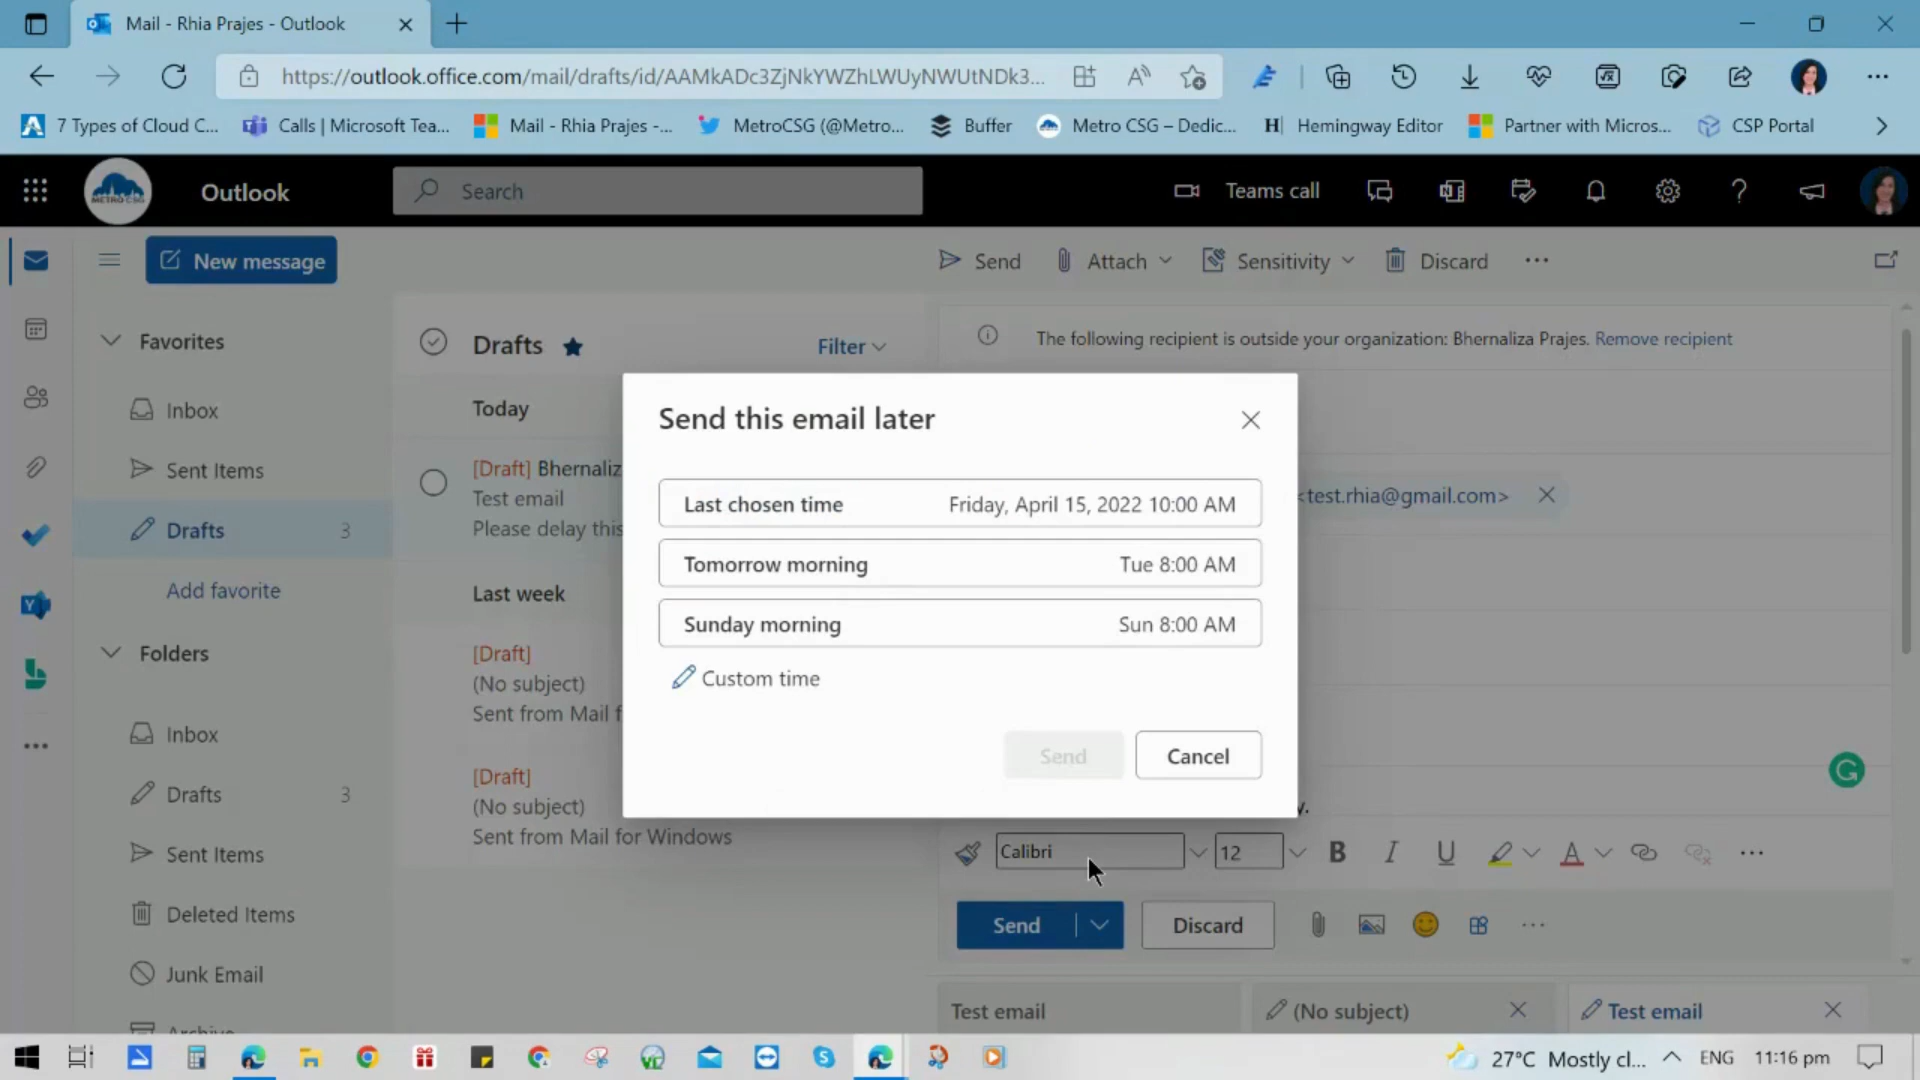 Mail - Rhia Prajes - Outlook
https://outlook.office.com/mail/drafts/id/AAMkADc3ZjNkYWZhLWUyNWUtNDk3...
7 Types of Cloud C...
Calls | Microsoft Tea...
Mail - Rhia Prajes -...
MetroCSG (@Metro...
Buffer
Metro CSG – Dedic...
Hemingway Editor
Partner with Micros...
CSP Portal
METRO CSG
Outlook
Search
Teams call
New message
Send
Attach
Sensitivity
Discard
Favorites
Inbox
Sent Items
Drafts 3
Add favorite
Folders
Inbox
Drafts 3
Sent Items
Deleted Items
Junk Email
Archive
Drafts
Filter
Today
[Draft] Bhernaliz
Test email
Please delay this
Last week
[Draft]
(No subject)
Sent from Mail f
[Draft]
(No subject)
Sent from Mail for Windows
The following recipient is outside your organization: Bhernaliza Prajes. Remove recipient
<test.rhia@gmail.com>
Send this email later
Last chosen time Friday, April 15, 2022 10:00 AM
Tomorrow morning Tue 8:00 AM
Sunday morning Sun 8:00 AM
Custom time
Send Cancel
y.
Calibri 12 B I U A
Send Discard
Test email
(No subject)
Test email
27°C Mostly cl...
ENG
11:16 pm